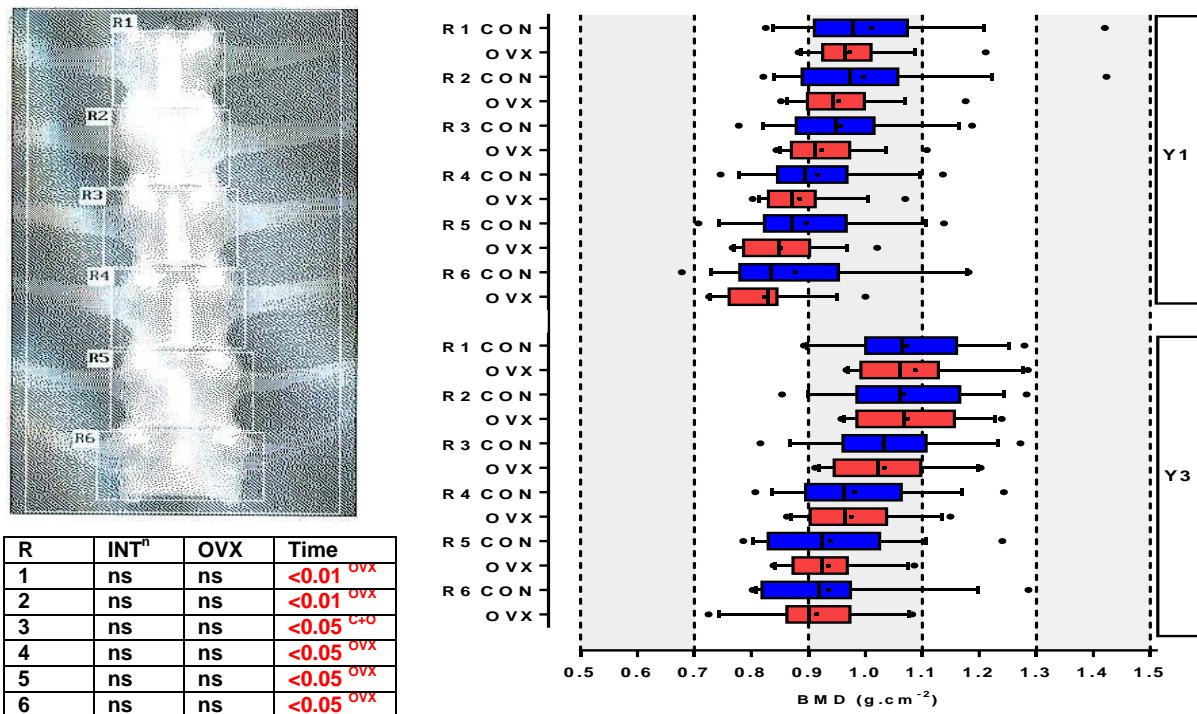 R1
R2
R3
R4
R5
R6
R INTⁿ OVX Time
1 ns ns <0.01 OVX
2 ns ns <0.01 OVX
3 ns ns <0.05 C+O
4 ns ns <0.05 OVX
5 ns ns <0.05 OVX
6 ns ns <0.05 OVX
R1 CON
OVX
R2 CON
OVX
R3 CON
OVX
R4 CON
OVX
R5 CON
OVX
R6 CON
OVX
Y1
R1 CON
OVX
R2 CON
OVX
R3 CON
OVX
R4 CON
OVX
R5 CON
OVX
R6 CON
OVX
Y3
0.5 0.6 0.7 0.8 0.9 1.0 1.1 1.2 1.3 1.4 1.5
BMD (g.cm⁻²)